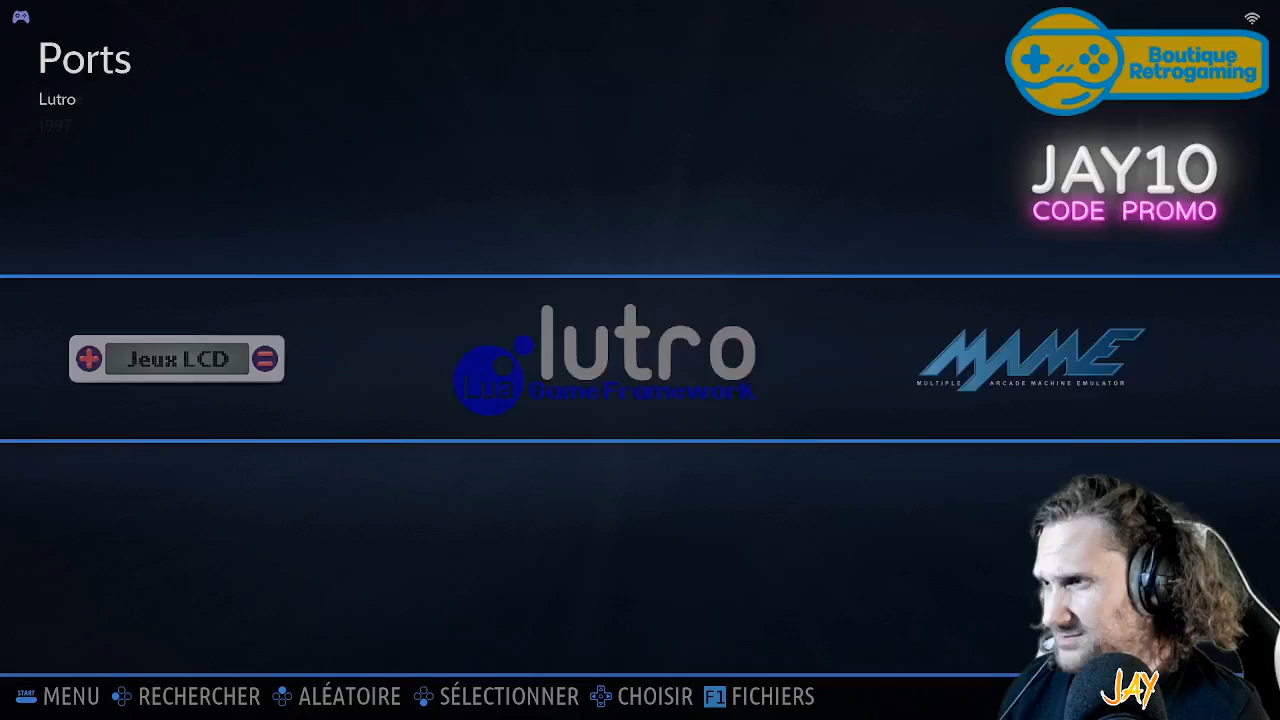 Ports
Lutro
1997
Boutique
Retrogaming
JAY10
CODE PROMO
Jeux LCD
lutro
Lua Game Framework
MAME
MULTIPLE ARCADE MACHINE EMULATOR
JAY
START MENU RECHERCHER ALÉATOIRE SÉLECTIONNER CHOISIR F1 FICHIERS